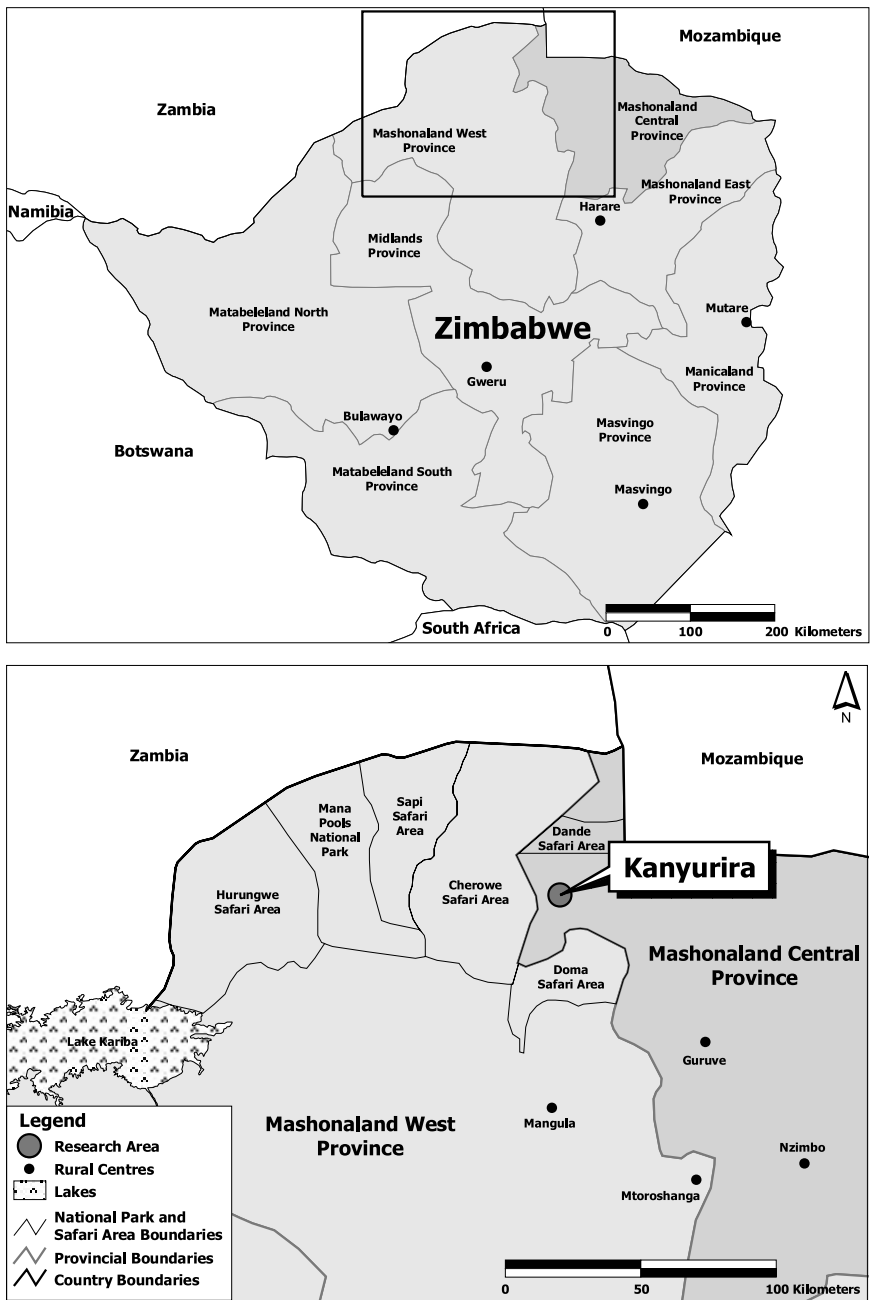 Mozambique
Zambia
Mashonaland
Central
Province
Mashonaland West
Province
Mashonaland East
Province
Namibia
Harare
Midlands
Province
Matabeleland North
Province
Zimbabwe
Mutare
Gweru
Manicaland
Province
Bulawayo
Masvingo
Province
Botswana
Matabeleland South
Province
Masvingo
South Africa
0 100 200 Kilometers
N
Zambia
Mozambique
Mana
Pools
National
Park
Sapi
Safari
Area
Dande
Safari Area
Kanyurira
Hurungwe
Safari Area
Cherowe
Safari Area
Mashonaland Central
Province
Doma
Safari Area
Lake Kariba
Guruve
Mashonaland West
Province
Mangula
Nzimbo
Mtoroshanga
Legend
Research Area
Rural Centres
Lakes
National Park and
Safari Area Boundaries
Provincial Boundaries
Country Boundaries
0 50 100 Kilometers